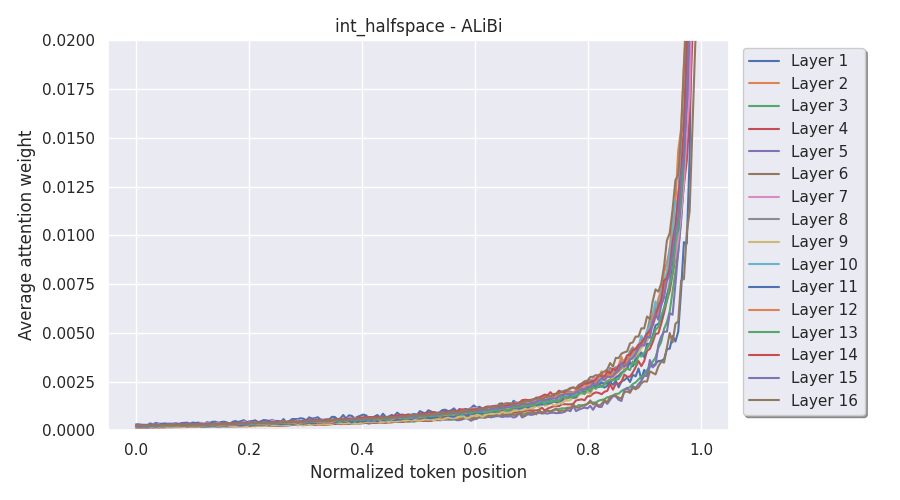 int_halfspace - ALiBi
Average attention weight
0.0200
0.0175
0.0150
0.0125
0.0100
0.0075
0.0050
0.0025
0.0000
0.0 0.2 0.4 0.6 0.8 1.0
Normalized token position
Layer 1
Layer 2
Layer 3
Layer 4
Layer 5
Layer 6
Layer 7
Layer 8
Layer 9
Layer 10
Layer 11
Layer 12
Layer 13
Layer 14
Layer 15
Layer 16